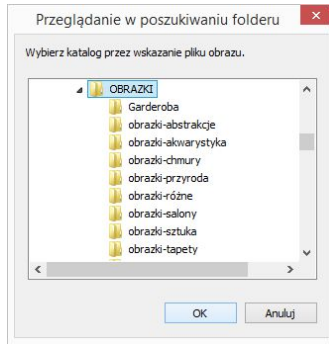 Przeglądanie w poszukiwaniu folderu
Wybierz katalog przez wskazanie pliku obrazu.
OBRAZKI
Garderoba
obrazki-abstrakcje
obrazki-akwarystyka
obrazki-chmury
obrazki-przyroda
obrazki-różne
obrazki-salony
obrazki-sztuka
obrazki-tapety
OK
Anuluj